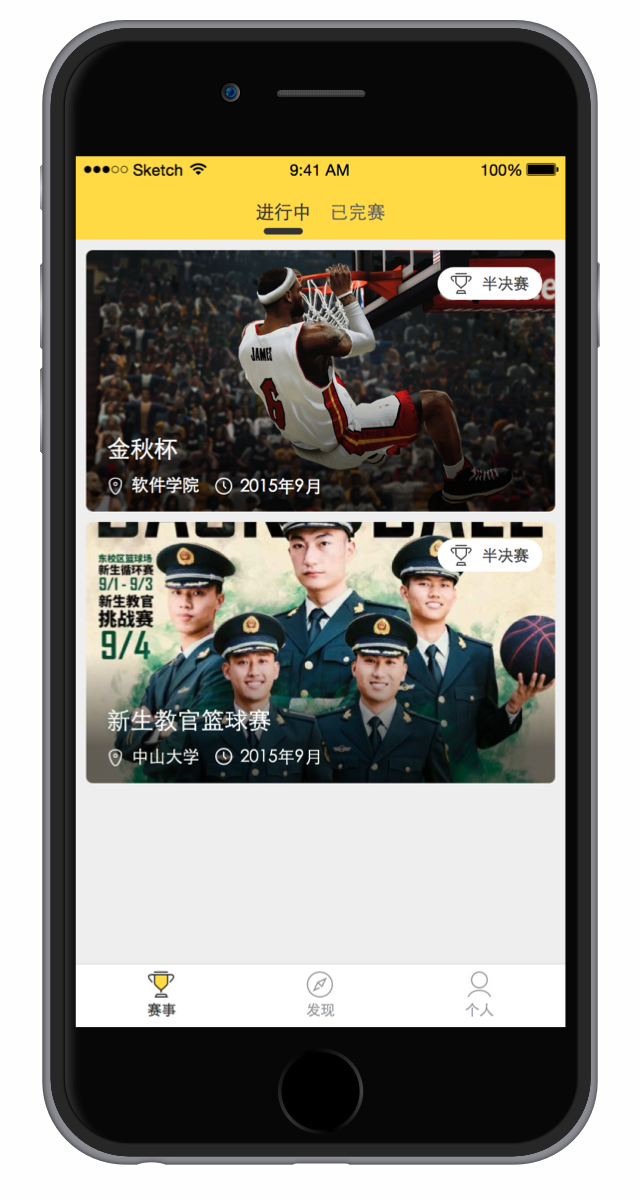 Sketch 9:41 AM 100%
进行中 已完赛
半决赛
JAMES
6
金秋杯
软件学院 2015年9月
BASKETBALL
半决赛
东校区篮球场
新生循环赛
9/1 - 9/3
新生教官
挑战赛
9/4
新生教官篮球赛
中山大学 2015年9月
赛事 发现 个人